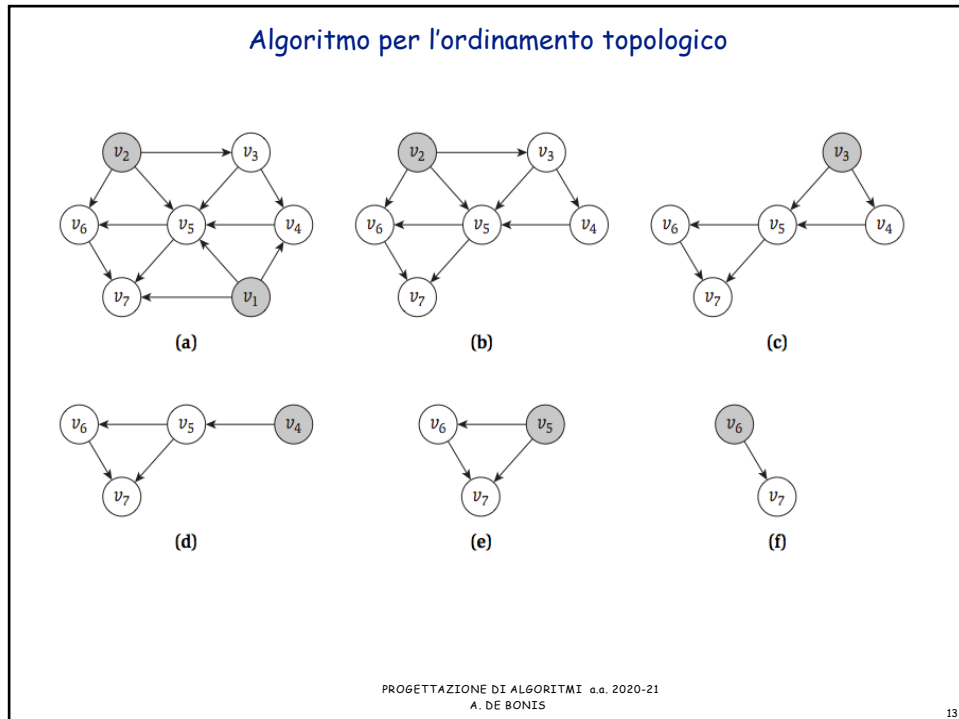 Algoritmo per l'ordinamento topologico
v2 v3
v6 v5 v4
v7 v1
(a)
v2 v3
v6 v5 v4
v7
(b)
v3
v6 v5 v4
v7
(c)
v6 v5 v4
v7
(d)
v6 v5
v7
(e)
v6
v7
(f)
PROGETTAZIONE DI ALGORITMI a.a. 2020-21
A. DE BONIS
13